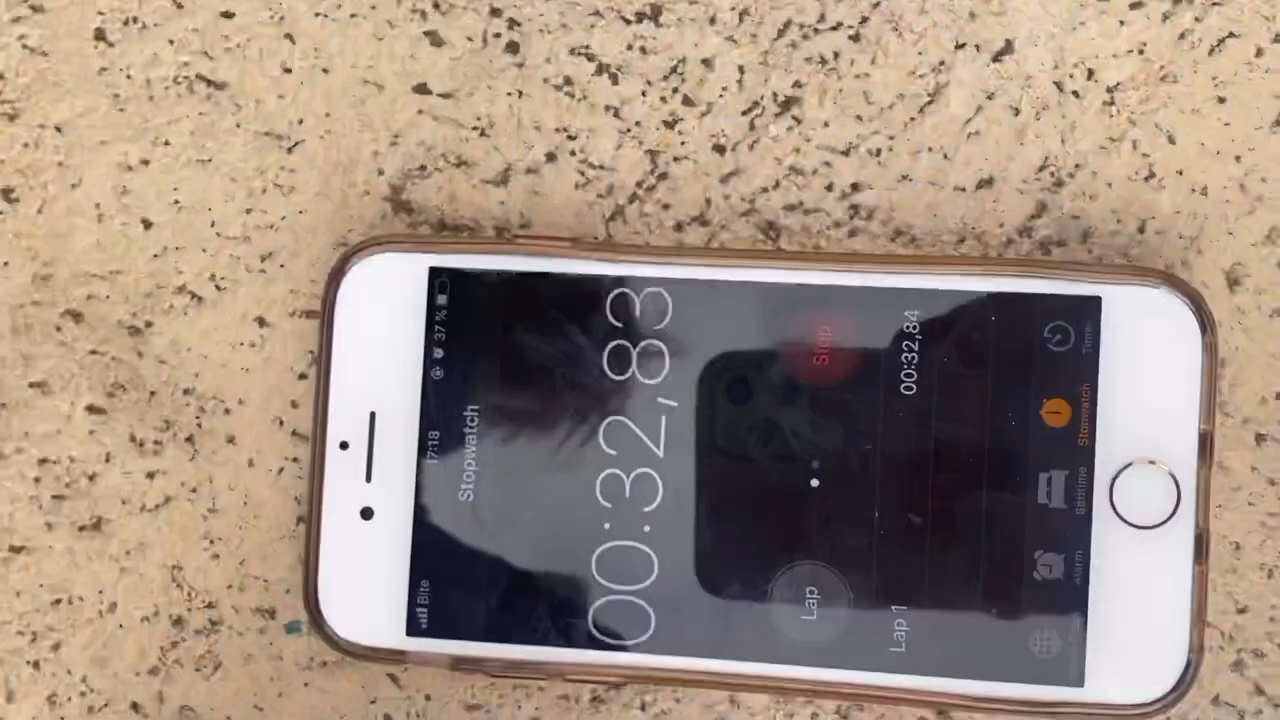 Bite 17:18 37 %
Stopwatch
00:32,83
Lap Stop
Lap 1 00:32,84
Alarm Bedtime Stopwatch Timer